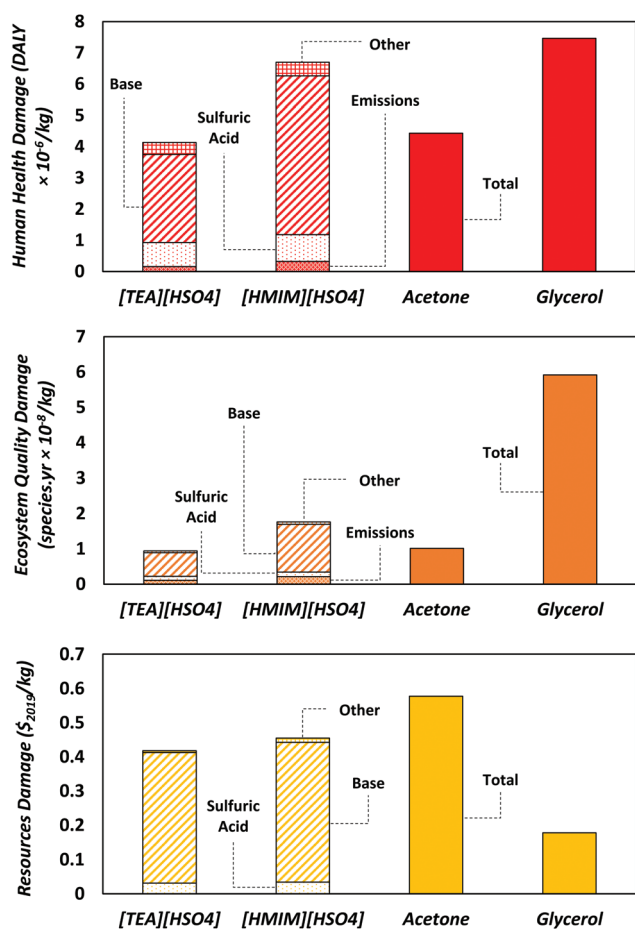 Human Health Damage (DALY
× 10⁻⁶/kg)
8
7
6
5
4
3
2
1
0
Base
Sulfuric
Acid
Other
Emissions
Total
[TEA][HSO4]
[HMIM][HSO4]
Acetone
Glycerol
Ecosystem Quality Damage
(species.yr × 10⁻⁸/kg)
7
6
5
4
3
2
1
0
Sulfuric
Acid
Base
Other
Emissions
Total
[TEA][HSO4]
[HMIM][HSO4]
Acetone
Glycerol
Resources Damage ($₂₀₁₉/kg)
0.7
0.6
0.5
0.4
0.3
0.2
0.1
0
Sulfuric
Acid
Other
Base
Total
[TEA][HSO4]
[HMIM][HSO4]
Acetone
Glycerol